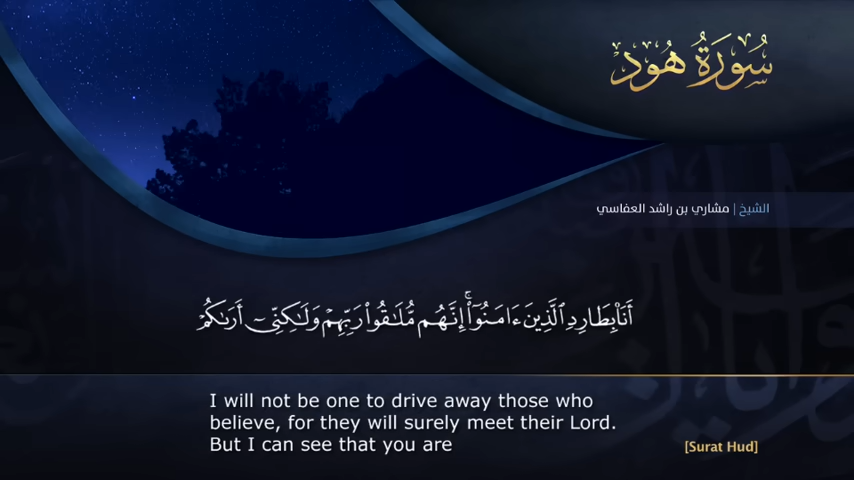 سُورَةُ هُودٍ
الشيخ | مشاري بن راشد العفاسي
أَنَا۠ بِطَارِدِ ٱلَّذِينَ ءَامَنُوٓا۟ ۚ إِنَّهُم مُّلَـٰقُوا۟ رَبِّهِمْ وَلَـٰكِنِّىٓ أَرَىٰكُمْ
I will not be one to drive away those who
believe, for they will surely meet their Lord.
But I can see that you are
[Surat Hud]